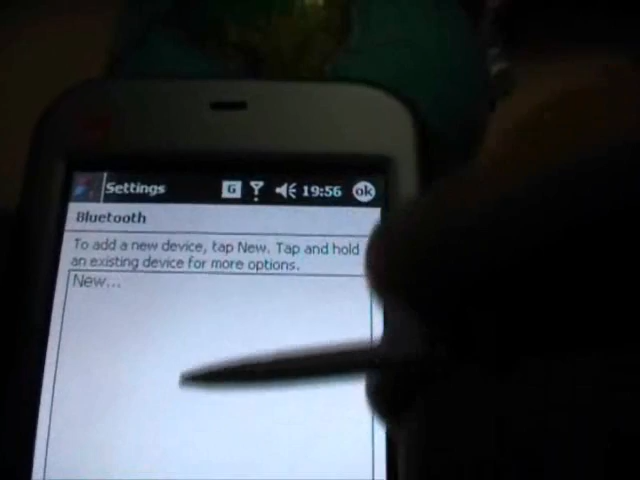 Settings G 19:56 ok
Bluetooth
To add a new device, tap New. Tap and hold
an existing device for more options.
New...